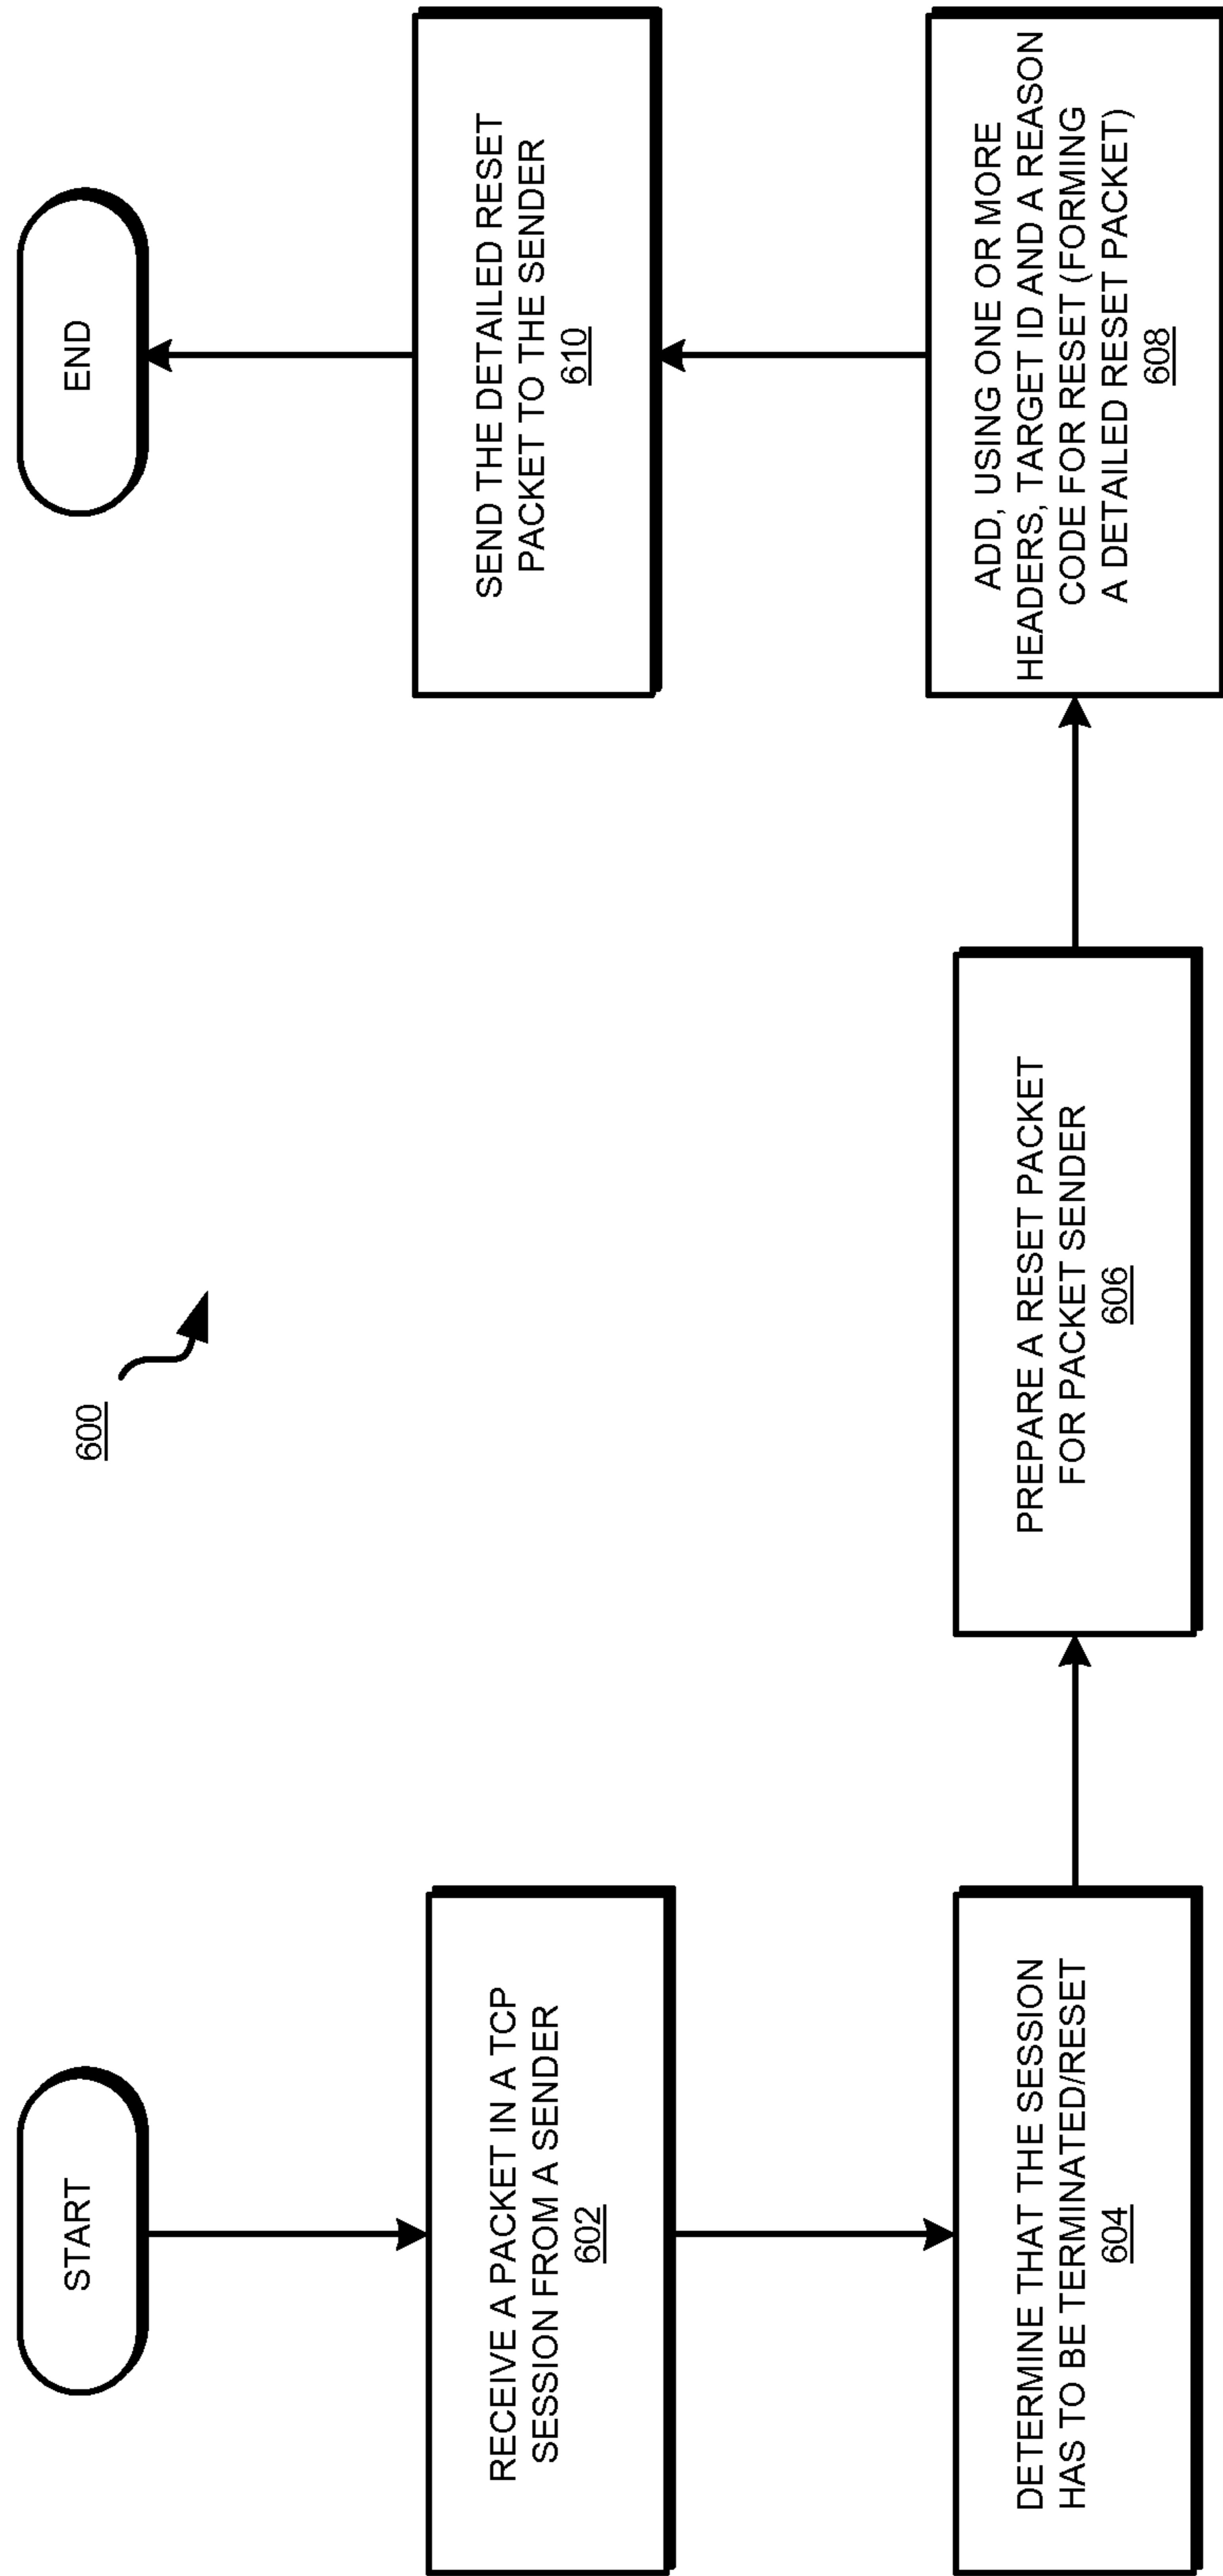 600
START
RECEIVE A PACKET IN A TCP
SESSION FROM A SENDER
602
DETERMINE THAT THE SESSION
HAS TO BE TERMINATED/RESET
604
PREPARE A RESET PACKET
FOR PACKET SENDER
606
ADD, USING ONE OR MORE
HEADERS, TARGET ID AND A REASON
CODE FOR RESET (FORMING
A DETAILED RESET PACKET)
608
SEND THE DETAILED RESET
PACKET TO THE SENDER
610
END